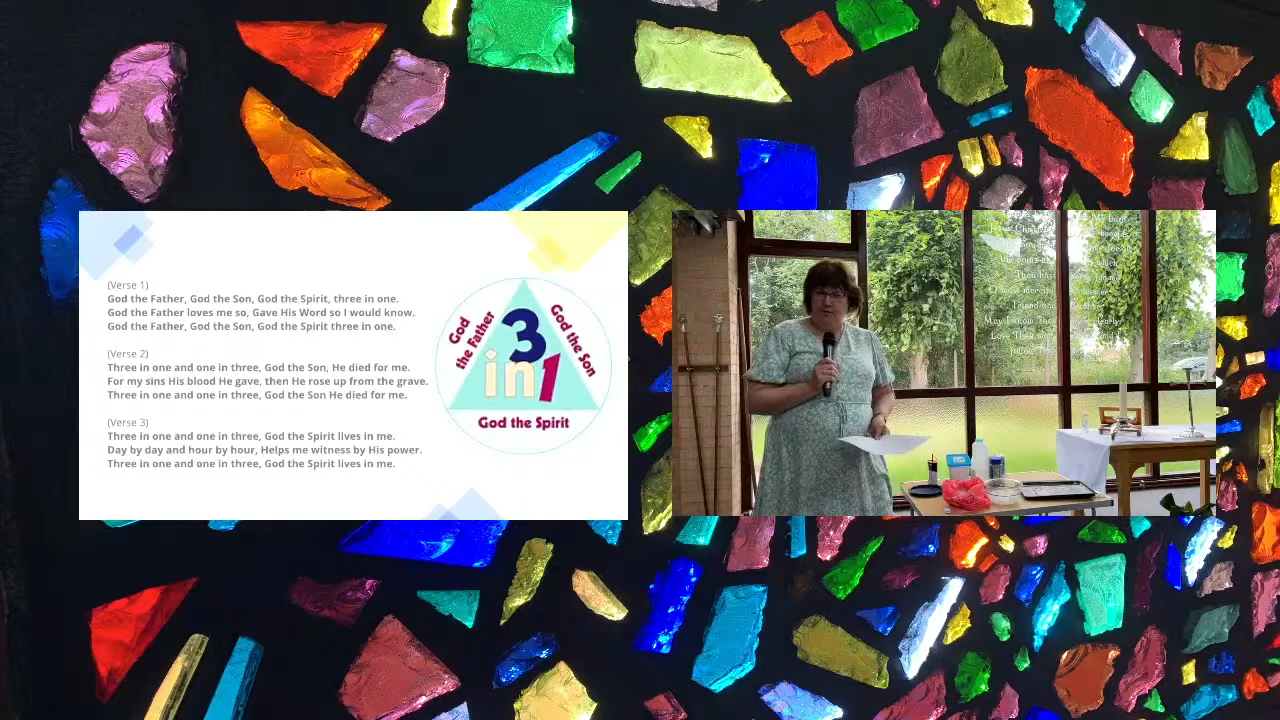 (Verse 1)
God the Father, God the Son, God the Spirit, three in one.
God the Father loves me so, Gave His Word so I would know.
God the Father, God the Son, God the Spirit three in one.
(Verse 2)
Three in one and one in three, God the Son, He died for me.
For my sins His blood He gave, then He rose up from the grave.
Three in one and one in three, God the Son He died for me.
(Verse 3)
Three in one and one in three, God the Spirit lives in me.
Day by day and hour by hour, Helps me witness by His power.
Three in one and one in three, God the Spirit lives in me.
God
the Father
God the Son
3
in1
God the Spirit
My Lord
May I know Thee